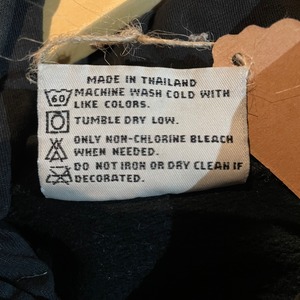 MADE IN THAILAND
60 MACHINE WASH COLD WITH
LIKE COLORS.
TUMBLE DRY LOW.
ONLY NON-CHLORINE BLEACH
WHEN NEEDED.
DO NOT IRON OR DRY CLEAN IF
DECORATED.